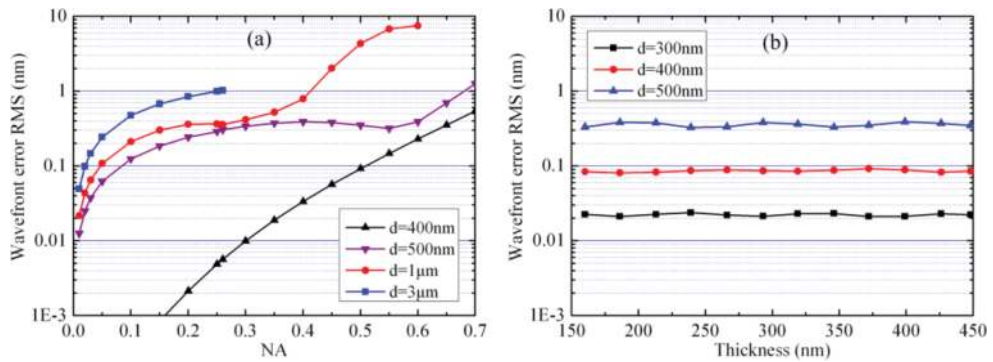 (a)
Wavefront error RMS (nm)
10
1
0.1
0.01
1E-3
0.0 0.1 0.2 0.3 0.4 0.5 0.6 0.7
NA
d=400nm
d=500nm
d=1μm
d=3μm
(b)
Wavefront error RMS (nm)
10
1
0.1
0.01
1E-3
150 200 250 300 350 400 450
Thickness (nm)
d=300nm
d=400nm
d=500nm